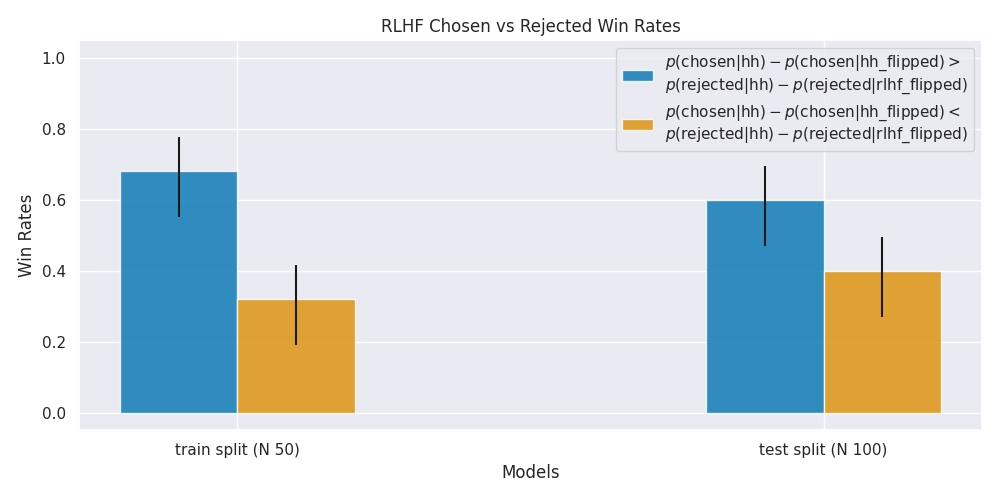 RLHF Chosen vs Rejected Win Rates
p(chosen|hh) − p(chosen|hh_flipped) >
p(rejected|hh) − p(rejected|rlhf_flipped)
p(chosen|hh) − p(chosen|hh_flipped) <
p(rejected|hh) − p(rejected|rlhf_flipped)
Win Rates
1.0
0.8
0.6
0.4
0.2
0.0
train split (N 50)
test split (N 100)
Models